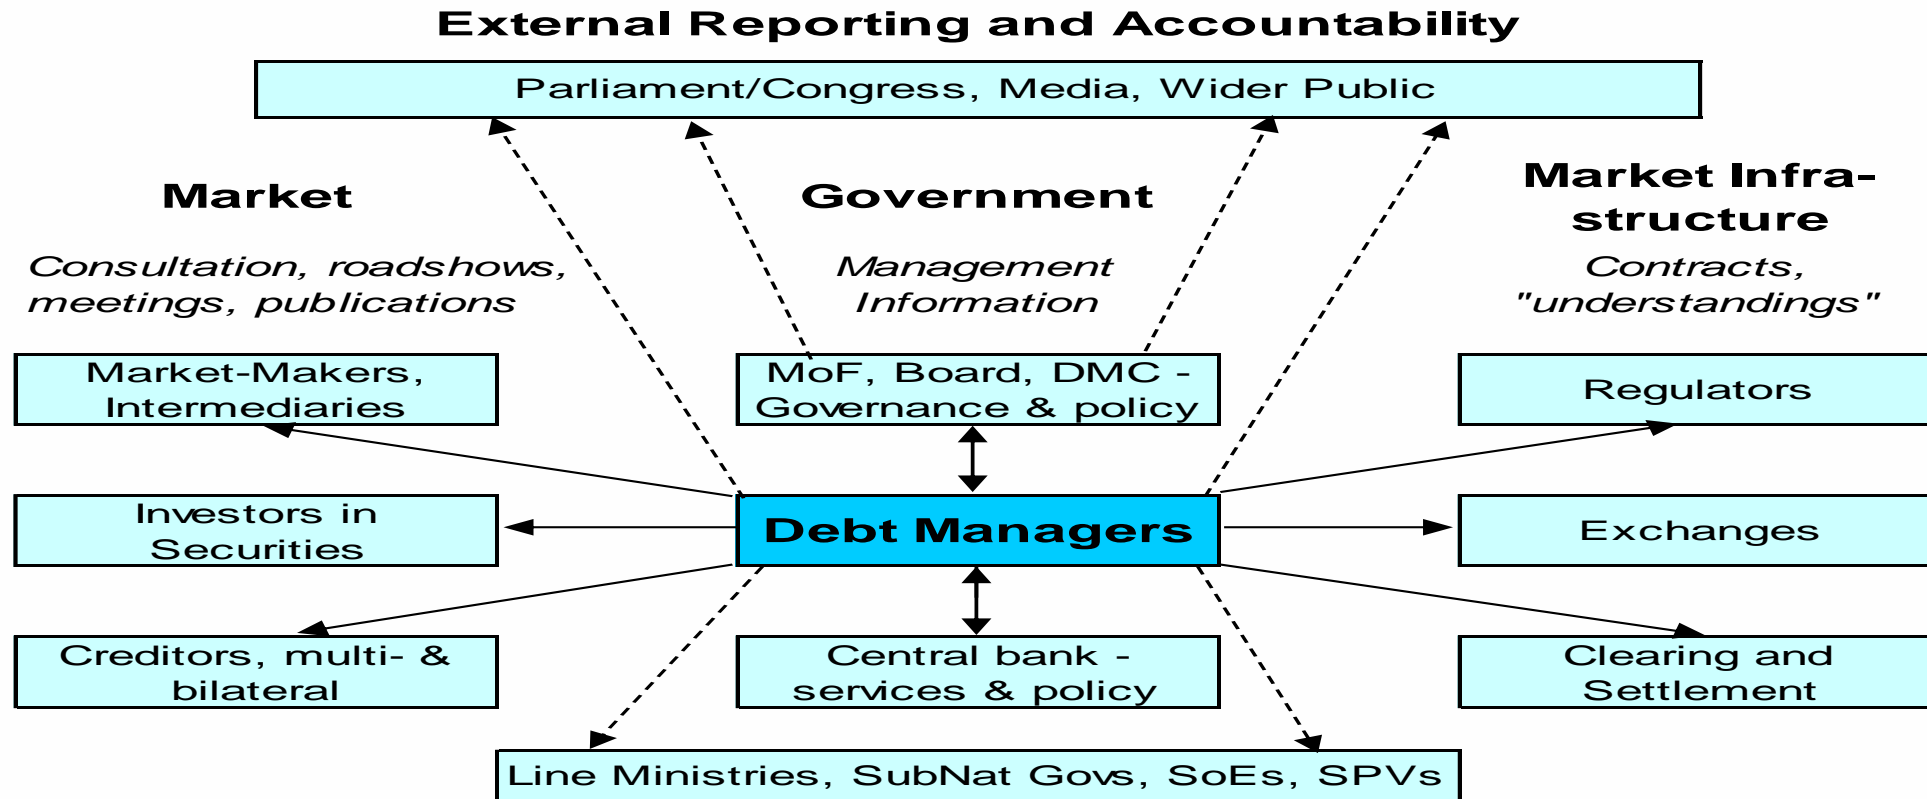 External Reporting and Accountability
Parliament/Congress, Media, Wider Public
Market
Consultation, roadshows,
meetings, publications
Government
Management
Information
Market Infra-
structure
Contracts,
"understandings"
Market-Makers,
Intermediaries
MoF, Board, DMC -
Governance & policy
Regulators
Investors in
Securities
Debt Managers
Exchanges
Creditors, multi- &
bilateral
Central bank -
services & policy
Clearing and
Settlement
Line Ministries, SubNat Govs, SoEs, SPVs